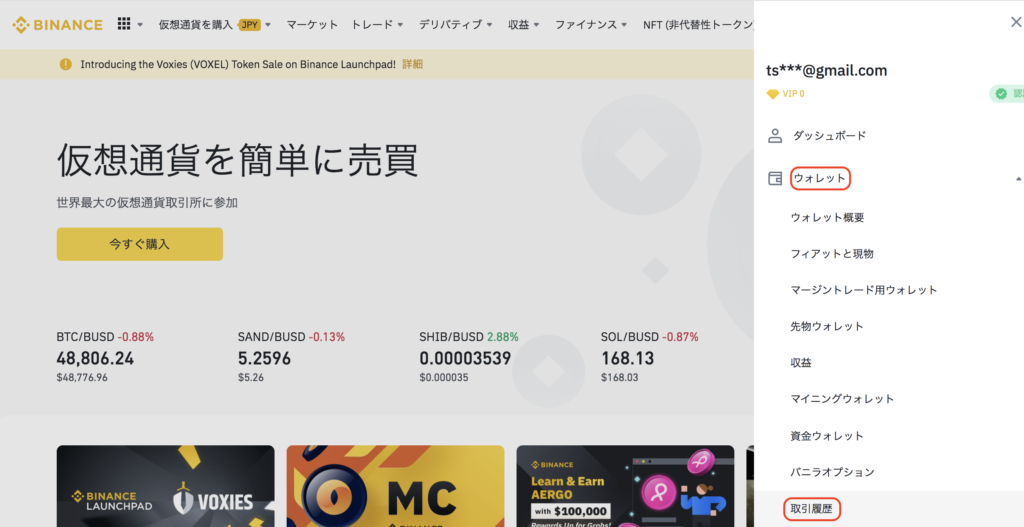 BINANCE
仮想通貨を購入 JPY マーケット トレード デリバティブ 収益 ファイナンス NFT (非代替性トークン)
Introducing the Voxies (VOXEL) Token Sale on Binance Launchpad! 詳細
仮想通貨を簡単に売買
世界最大の仮想通貨取引所に参加
今すぐ購入
BTC/BUSD -0.88%
48,806.24
$48,776.96
SAND/BUSD -0.13%
5.2596
$5.26
SHIB/BUSD 2.88%
0.00003539
$0.000035
SOL/BUSD -0.87%
168.13
$168.03
BINANCE
LAUNCHPAD
VOXIES
MC
BINANCE
Learn & Earn
AERGO
with $100,000
Rewards Up for Grabs!
ts***@gmail.com
VIP 0
ダッシュボード
ウォレット
ウォレット概要
フィアットと現物
マージントレード用ウォレット
先物ウォレット
収益
マイニングウォレット
資金ウォレット
バニラオプション
取引履歴